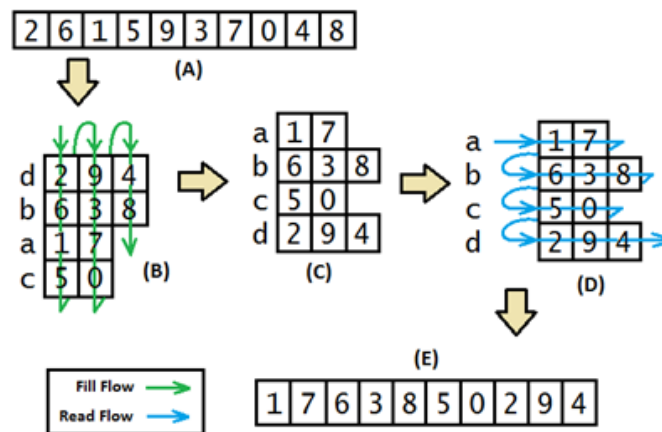 2 6 1 5 9 3 7 0 4 8
(A)
d 2 9 4
b 6 3 8
a 1 7
c 5 0
(B)
a 1 7
b 6 3 8
c 5 0
d 2 9 4
(C)
a 1 7
b 6 3 8
c 5 0
d 2 9 4
(D)
Fill Flow
Read Flow
(E)
1 7 6 3 8 5 0 2 9 4